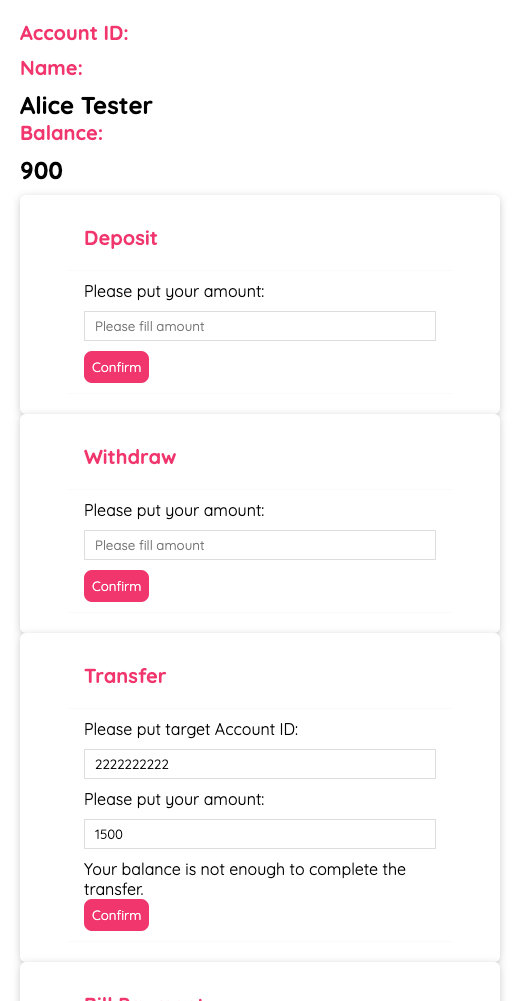 Account ID:
Name:
Alice Tester
Balance:
900
Deposit
Please put your amount:
Please fill amount
Confirm
Withdraw
Please put your amount:
Please fill amount
Confirm
Transfer
Please put target Account ID:
2222222222
Please put your amount:
1500
Your balance is not enough to complete the
transfer.
Confirm